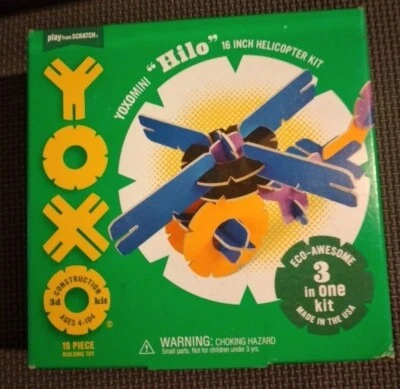 play from SCRATCH®
YOXO®
YOXOMINI "Hilo" 16 INCH HELICOPTER KIT
CONSTRUCTION
3d kit
AGES 4-104
19 PIECE
BUILDING TOY
ECO-AWESOME
3
in one
kit
MADE IN THE USA
WARNING: CHOKING HAZARD
Small parts. Not for children under 3 yrs.